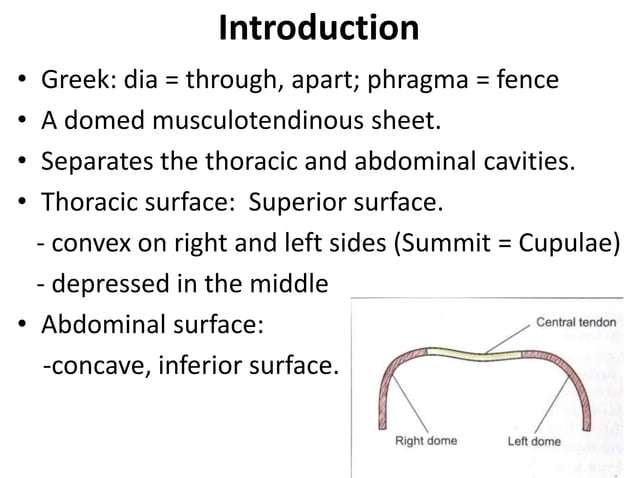 Introduction
• Greek: dia = through, apart; phragma = fence
• A domed musculotendinous sheet.
• Separates the thoracic and abdominal cavities.
• Thoracic surface:  Superior surface.
- convex on right and left sides (Summit = Cupulae)
- depressed in the middle
• Abdominal surface:
-concave, inferior surface.
Central tendon
Right dome
Left dome